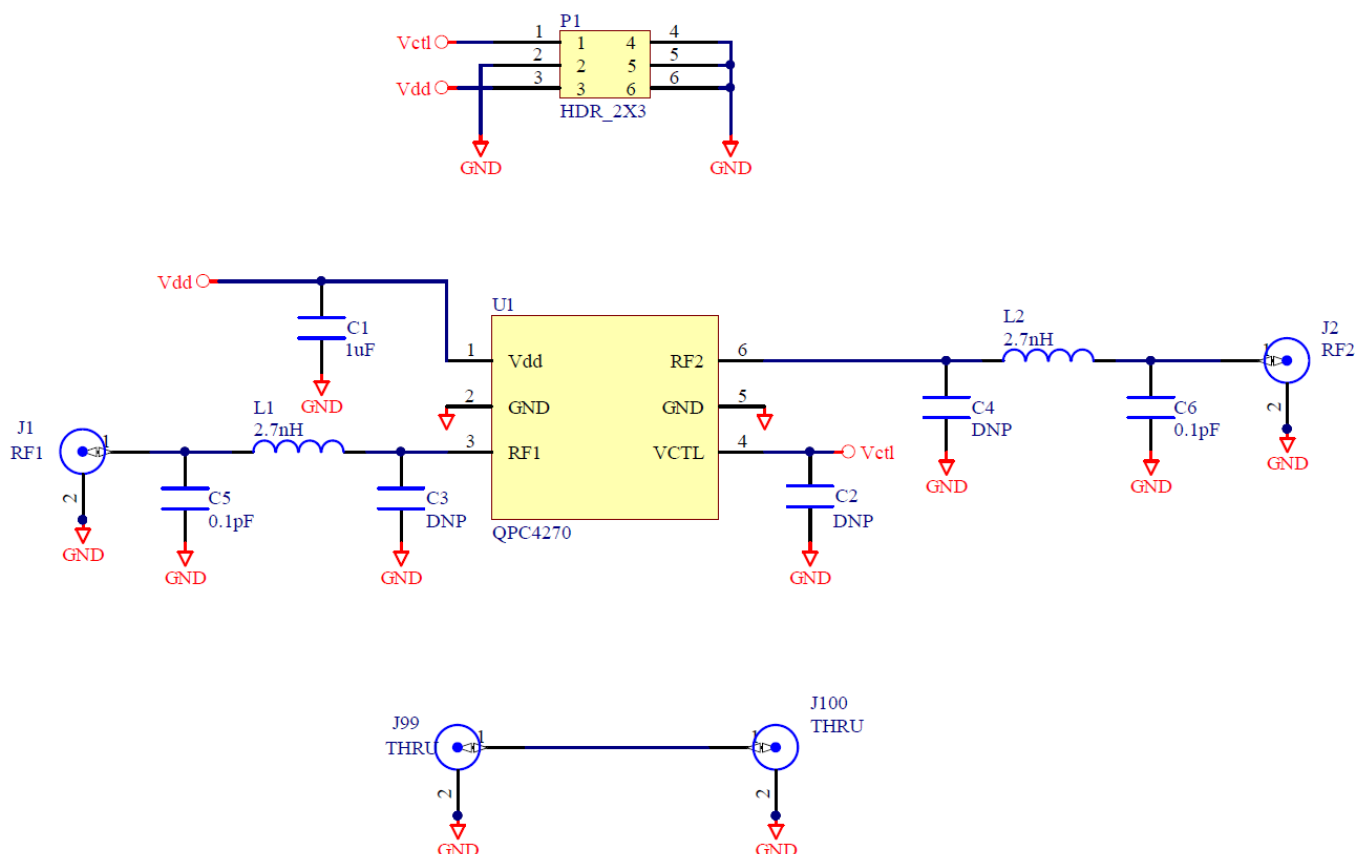 P1
Vctl 1 1 4 4
2 2 5 5
Vdd 3 3 6 6
HDR_2X3
GND GND
Vdd
C1
1uF
GND
U1
1 Vdd RF2 6
2 GND GND 5
3 RF1 VCTL 4
QPC4270
L2
2.7nH
J2
RF2
1
2
GND
C4
DNP
GND
C6
0.1pF
GND
J1
RF1
1
2
GND
L1
2.7nH
C5
0.1pF
GND
C3
DNP
GND
Vctl
C2
DNP
GND
J99
THRU
1
2
GND
J100
THRU
1
2
GND